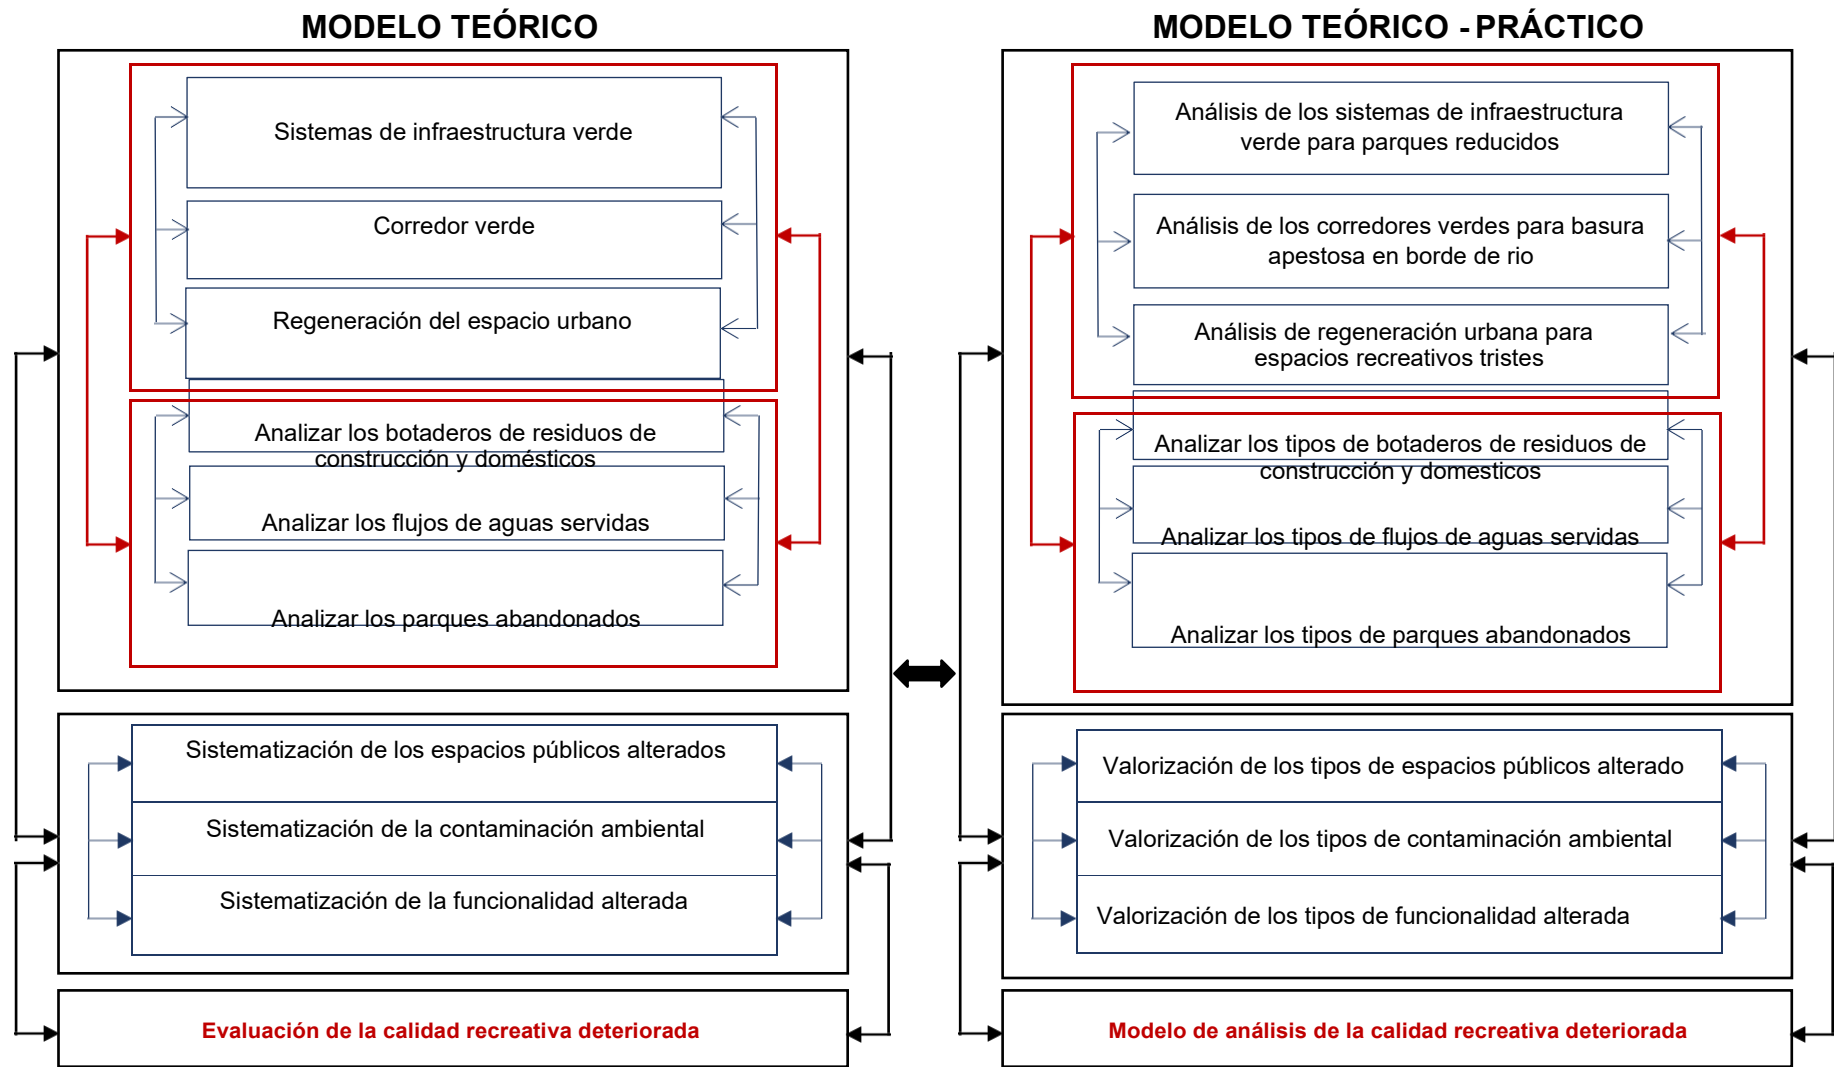 MODELO TEÓRICO
Sistemas de infraestructura verde
Corredor verde
Regeneración del espacio urbano
Analizar los botaderos de residuos de
construcción y domésticos
Analizar los flujos de aguas servidas
Analizar los parques abandonados
Sistematización de los espacios públicos alterados
Sistematización de la contaminación ambiental
Sistematización de la funcionalidad alterada
Evaluación de la calidad recreativa deteriorada
MODELO TEÓRICO - PRÁCTICO
Análisis de los sistemas de infraestructura
verde para parques reducidos
Análisis de los corredores verdes para basura
apestosa en borde de rio
Análisis de regeneración urbana para
espacios recreativos tristes
Analizar los tipos de botaderos de residuos de
construcción y domesticos
Analizar los tipos de flujos de aguas servidas
Analizar los tipos de parques abandonados
Valorización de los tipos de espacios públicos alterado
Valorización de los tipos de contaminación ambiental
Valorización de los tipos de funcionalidad alterada
Modelo de análisis de la calidad recreativa deteriorada